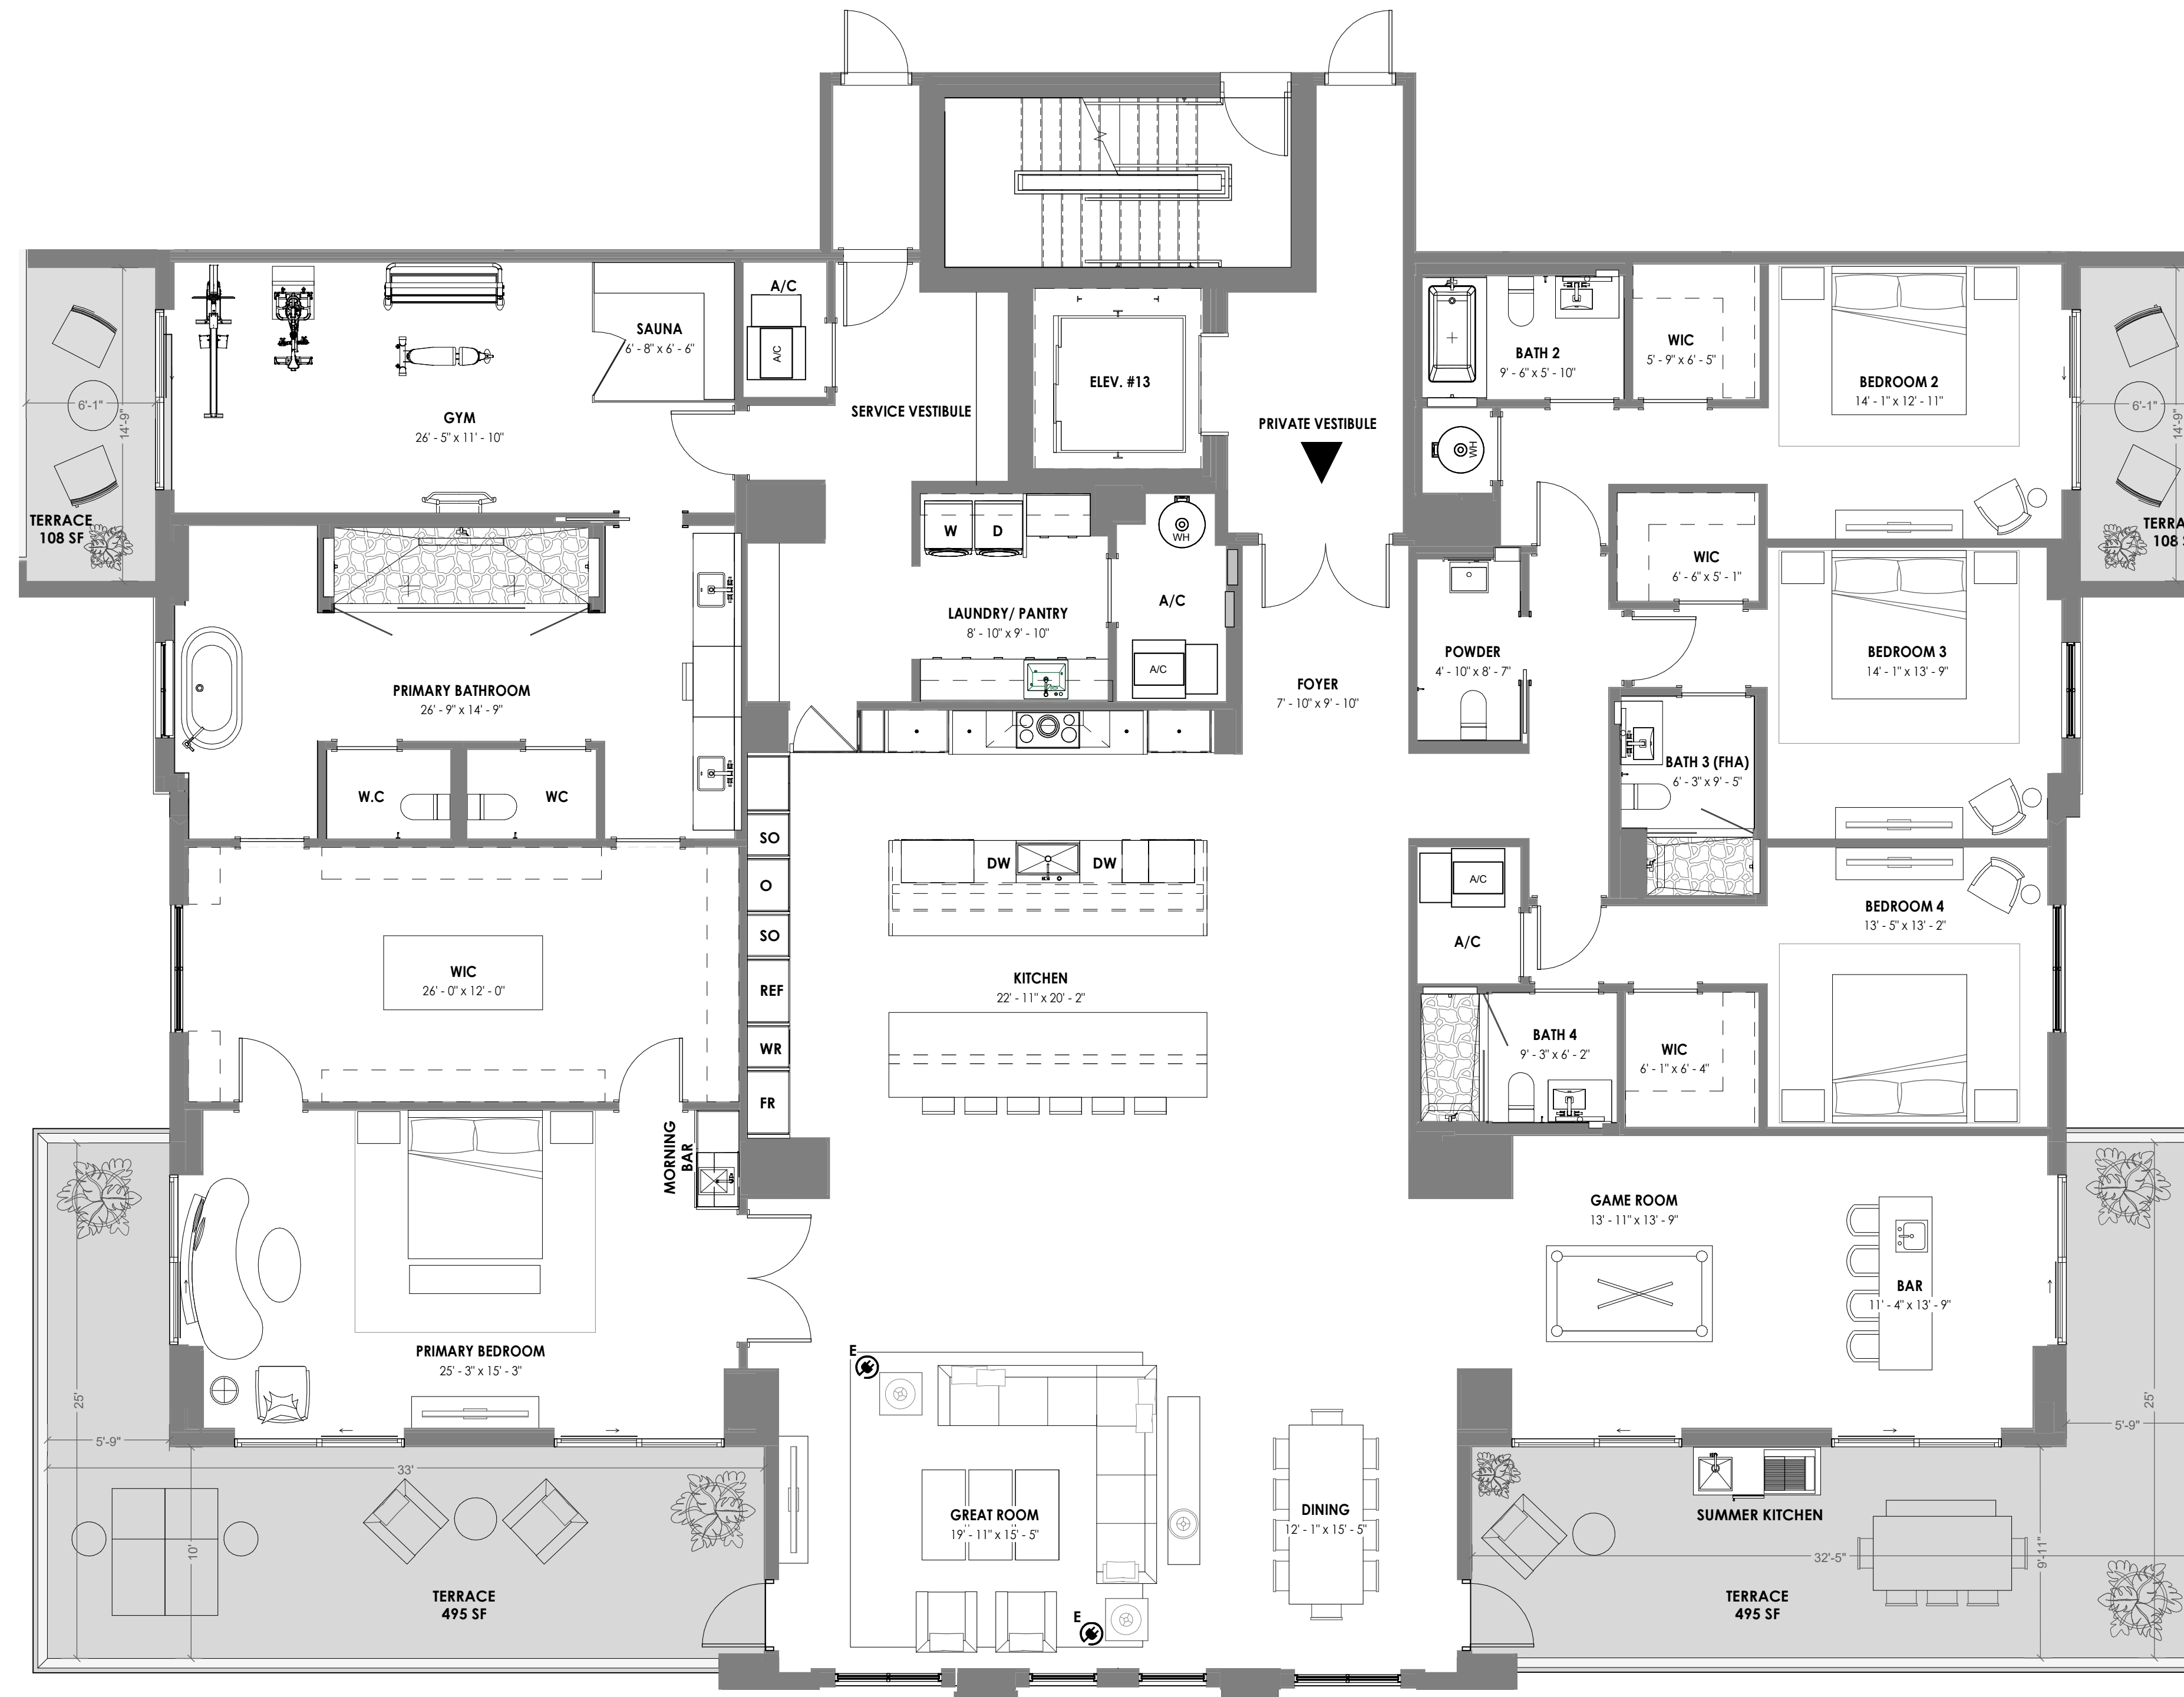 A/C
A/C
SAUNA
6' - 8" x 6' - 6"
GYM
26' - 5" x 11' - 10"
6'-1"
14'-9"
TERRACE
108 SF
SERVICE VESTIBULE
ELEV. #13
PRIVATE VESTIBULE
BATH 2
9' - 6" x 5' - 10"
WIC
5' - 9" x 6' - 5"
BEDROOM 2
14' - 1" x 12' - 11"
6'-1"
14'-9"
TERRA
108 S
WH
W
D
WH
LAUNDRY/ PANTRY
8' - 10" x 9' - 10"
A/C
A/C
WIC
6' - 6" x 5' - 1"
POWDER
4' - 10" x 8' - 7"
BEDROOM 3
14' - 1" x 13' - 9"
FOYER
7' - 10" x 9' - 10"
PRIMARY BATHROOM
26' - 9" x 14' - 9"
W.C
WC
BATH 3 (FHA)
6' - 3" x 9' - 5"
SO
O
SO
REF
WR
FR
DW
DW
A/C
A/C
BEDROOM 4
13' - 5" x 13' - 2"
WIC
26' - 0" x 12' - 0"
KITCHEN
22' - 11" x 20' - 2"
BATH 4
9' - 3" x 6' - 2"
WIC
6' - 1" x 6' - 4"
MORNING
BAR
GAME ROOM
13' - 11" x 13' - 9"
BAR
11' - 4" x 13' - 9"
PRIMARY BEDROOM
25' - 3" x 15' - 3"
E
25'
5'-9"
33'
10'
TERRACE
495 SF
GREAT ROOM
19' - 11" x 15' - 5"
E
DINING
12' - 1" x 15' - 5"
25'
5'-9"
SUMMER KITCHEN
32'-5"
9'-11"
TERRACE
495 SF